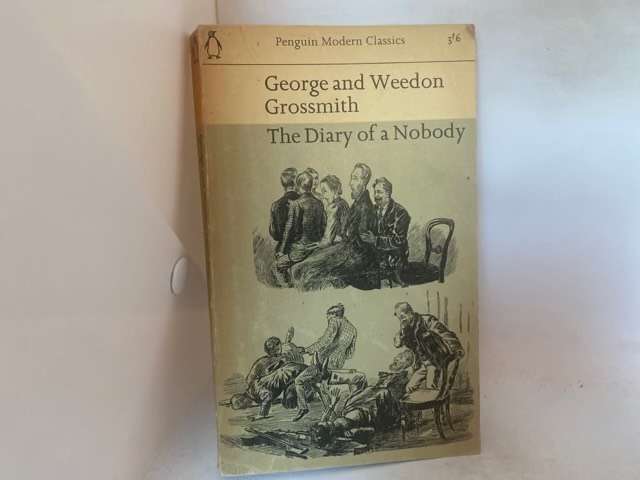 Penguin Modern Classics 3/6
George and Weedon
Grossmith
The Diary of a Nobody